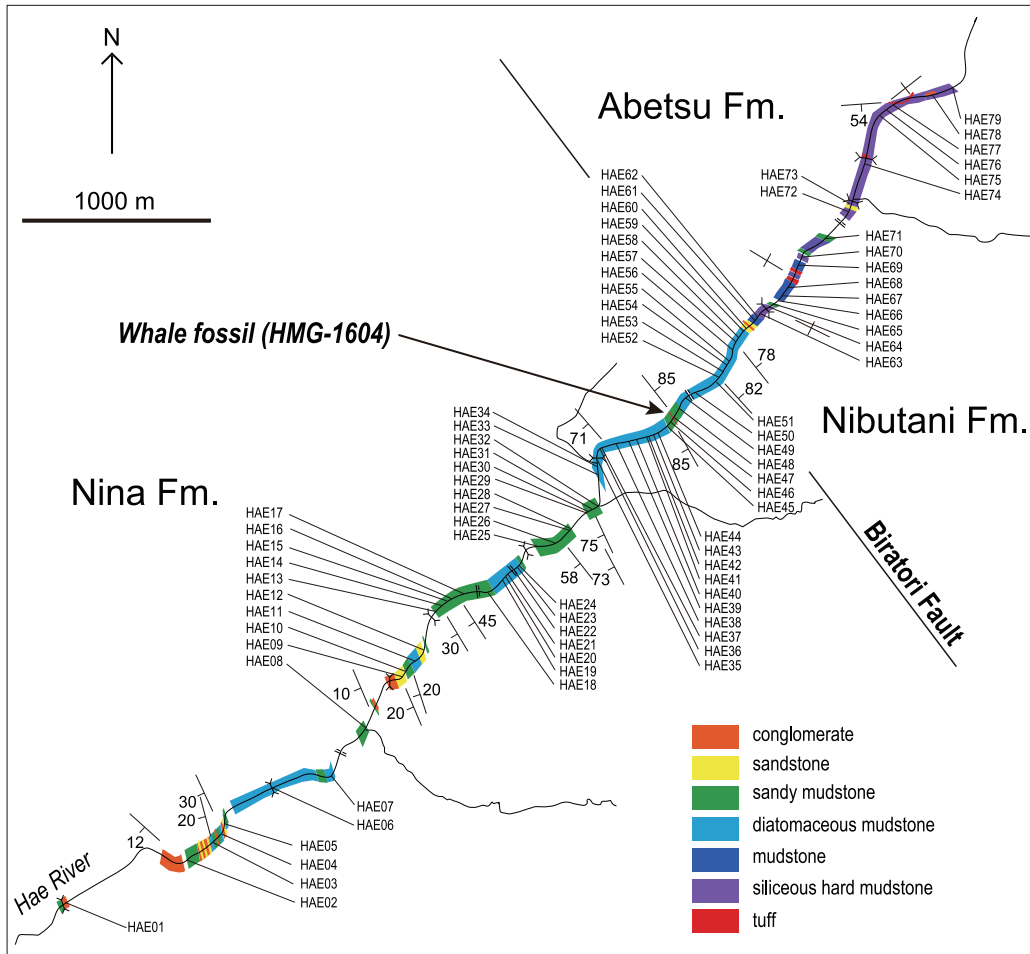 N
1000 m
Abetsu Fm.
54
HAE79
HAE78
HAE77
HAE76
HAE75
HAE74
HAE73
HAE72
HAE62
HAE61
HAE60
HAE59
HAE58
HAE57
HAE56
HAE55
HAE54
HAE53
HAE52
HAE71
HAE70
HAE69
HAE68
HAE67
HAE66
HAE65
HAE64
HAE63
Whale fossil (HMG-1604)
78
85
82
Nibutani Fm.
HAE51
HAE50
HAE49
HAE48
HAE47
HAE46
HAE45
71
85
HAE34
HAE33
HAE32
HAE31
HAE30
HAE29
HAE28
HAE27
HAE26
HAE25
Nina Fm.
HAE17
HAE16
HAE15
HAE14
HAE13
HAE12
HAE11
HAE10
HAE09
HAE08
75
58
73
HAE44
HAE43
HAE42
HAE41
HAE40
HAE39
HAE38
HAE37
HAE36
HAE35
Biratori Fault
45
30
HAE24
HAE23
HAE22
HAE21
HAE20
HAE19
HAE18
10
20
20
HAE07
HAE06
30
20
12
HAE05
HAE04
HAE03
HAE02
Hae River
HAE01
conglomerate
sandstone
sandy mudstone
diatomaceous mudstone
mudstone
siliceous hard mudstone
tuff